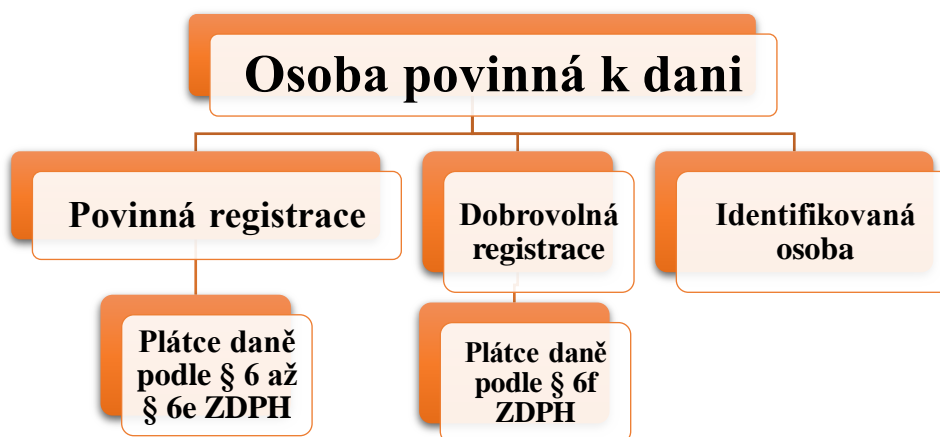 Osoba povinná k dani
Povinná registrace
Dobrovolná
registrace
Identifikovaná
osoba
Plátce daně
podle § 6 až
§ 6e ZDPH
Plátce daně
podle § 6f
ZDPH